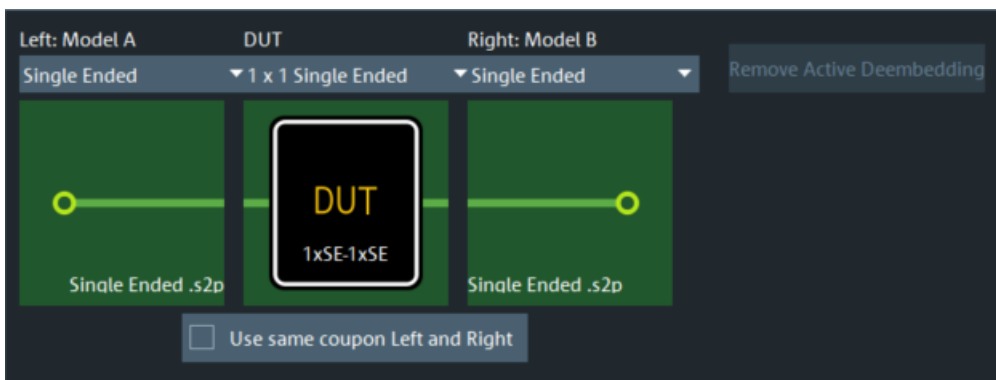 Left: Model A DUT Right: Model B
Single Ended 1 x 1 Single Ended Single Ended Remove Active Deembedding
DUT
1xSE-1xSE
Single Ended .s2p Single Ended .s2p
Use same coupon Left and Right